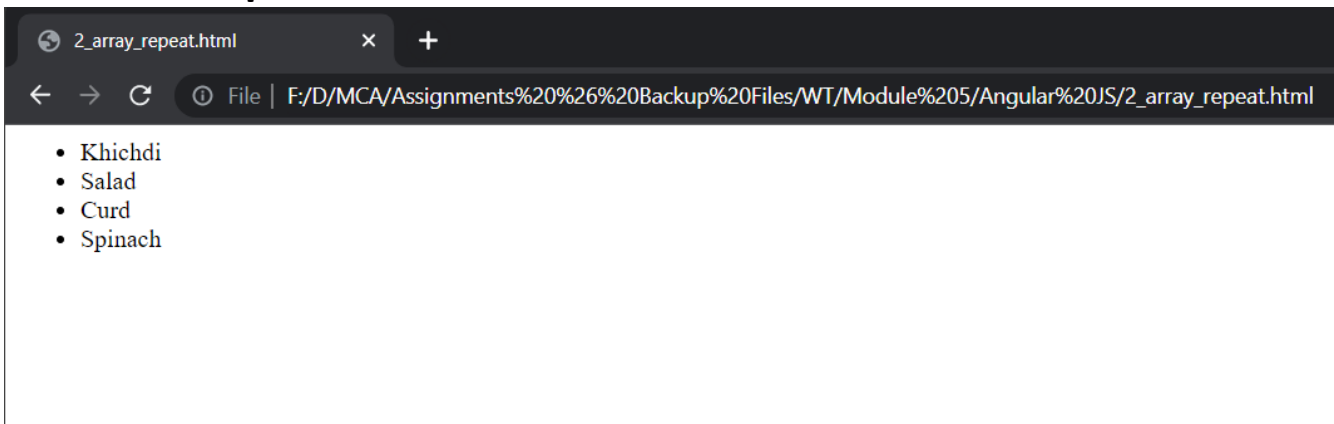 2_array_repeat.html
File | F:/D/MCA/Assignments%20%26%20Backup%20Files/WT/Module%205/Angular%20JS/2_array_repeat.html
• Khichdi
• Salad
• Curd
• Spinach